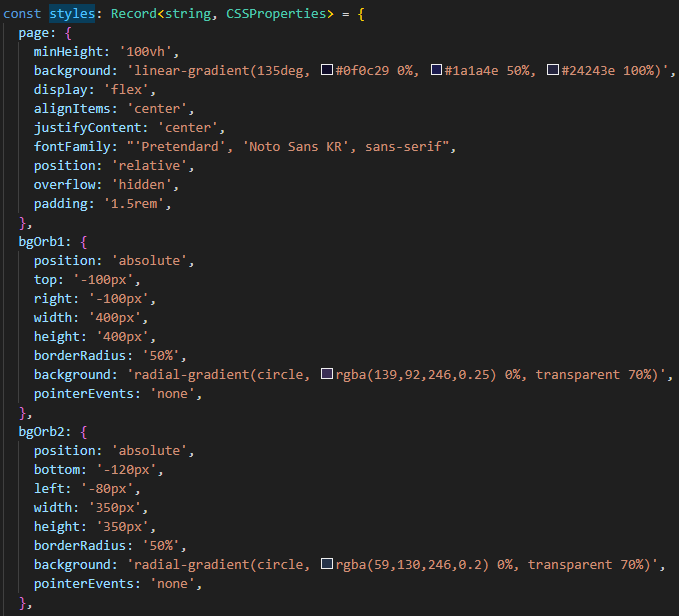 const styles: Record<string, CSSProperties> = {
page: {
minHeight: '100vh',
background: 'linear-gradient(135deg, #0f0c29 0%, #1a1a4e 50%, #24243e 100%)',
display: 'flex',
alignItems: 'center',
justifyContent: 'center',
fontFamily: "'Pretendard', 'Noto Sans KR', sans-serif",
position: 'relative',
overflow: 'hidden',
padding: '1.5rem',
},
bgOrb1: {
position: 'absolute',
top: '-100px',
right: '-100px',
width: '400px',
height: '400px',
borderRadius: '50%',
background: 'radial-gradient(circle, rgba(139,92,246,0.25) 0%, transparent 70%)',
pointerEvents: 'none',
},
bgOrb2: {
position: 'absolute',
bottom: '-120px',
left: '-80px',
width: '350px',
height: '350px',
borderRadius: '50%',
background: 'radial-gradient(circle, rgba(59,130,246,0.2) 0%, transparent 70%)',
pointerEvents: 'none',
},